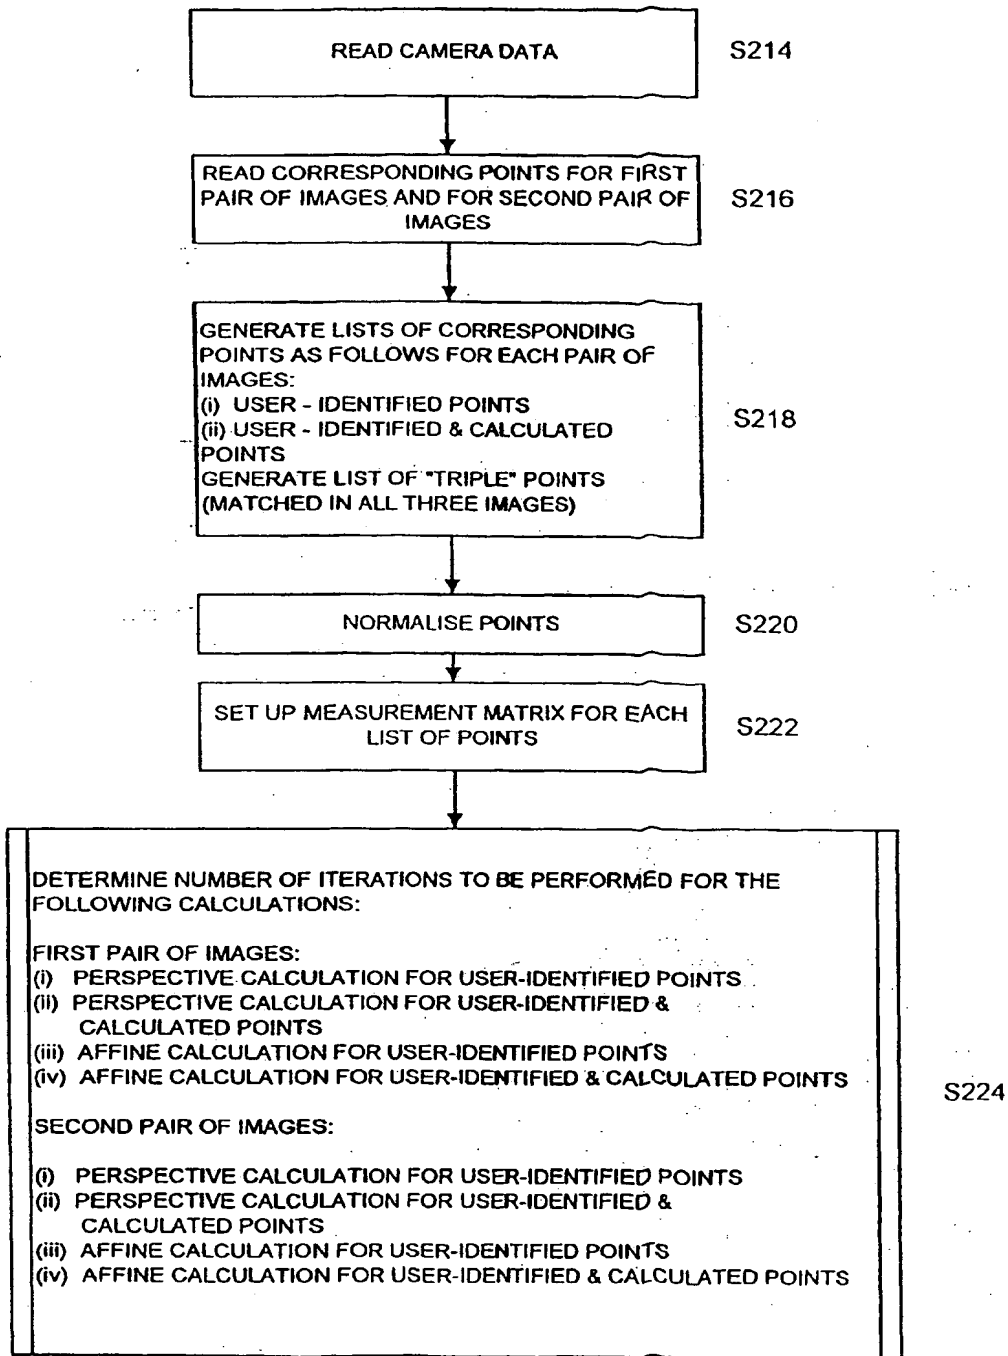 READ CAMERA DATA
S214
READ CORRESPONDING POINTS FOR FIRST
PAIR OF IMAGES AND FOR SECOND PAIR OF
IMAGES
S216
GENERATE LISTS OF CORRESPONDING
POINTS AS FOLLOWS FOR EACH PAIR OF
IMAGES:
(i) USER - IDENTIFIED POINTS
(ii) USER - IDENTIFIED & CALCULATED
POINTS
GENERATE LIST OF "TRIPLE" POINTS
(MATCHED IN ALL THREE IMAGES)
S218
NORMALISE POINTS
S220
SET UP MEASUREMENT MATRIX FOR EACH
LIST OF POINTS
S222
DETERMINE NUMBER OF ITERATIONS TO BE PERFORMED FOR THE
FOLLOWING CALCULATIONS:
FIRST PAIR OF IMAGES:
(i) PERSPECTIVE CALCULATION FOR USER-IDENTIFIED POINTS
(ii) PERSPECTIVE CALCULATION FOR USER-IDENTIFIED &
CALCULATED POINTS
(iii) AFFINE CALCULATION FOR USER-IDENTIFIED POINTS
(iv) AFFINE CALCULATION FOR USER-IDENTIFIED & CALCULATED POINTS
S224
SECOND PAIR OF IMAGES:
(i) PERSPECTIVE CALCULATION FOR USER-IDENTIFIED POINTS
(ii) PERSPECTIVE CALCULATION FOR USER-IDENTIFIED &
CALCULATED POINTS
(iii) AFFINE CALCULATION FOR USER-IDENTIFIED POINTS
(iv) AFFINE CALCULATION FOR USER-IDENTIFIED & CALCULATED POINTS